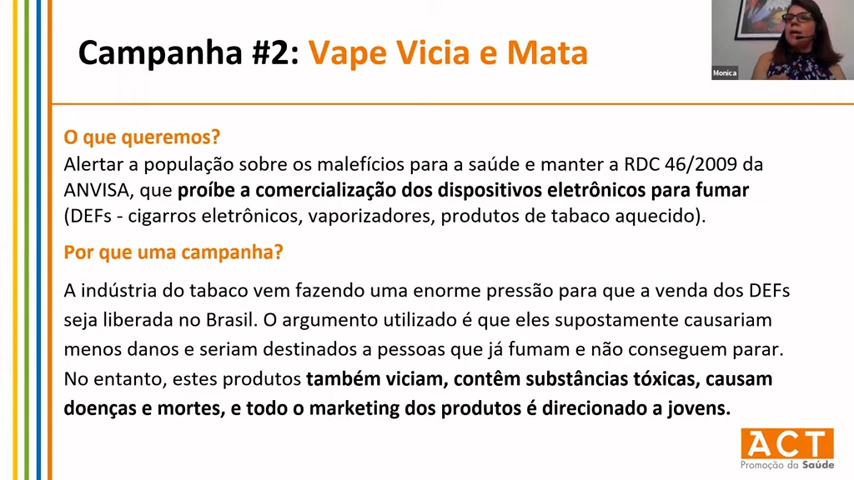 Campanha #2: Vape Vicia e Mata
Monica
O que queremos?
Alertar a população sobre os malefícios para a saúde e manter a RDC 46/2009 da
ANVISA, que proíbe a comercialização dos dispositivos eletrônicos para fumar
(DEFs - cigarros eletrônicos, vaporizadores, produtos de tabaco aquecido).
Por que uma campanha?
A indústria do tabaco vem fazendo uma enorme pressão para que a venda dos DEFs
seja liberada no Brasil. O argumento utilizado é que eles supostamente causariam
menos danos e seriam destinados a pessoas que já fumam e não conseguem parar.
No entanto, estes produtos também viciam, contêm substâncias tóxicas, causam
doenças e mortes, e todo o marketing dos produtos é direcionado a jovens.
ACT
Promoção da Saúde